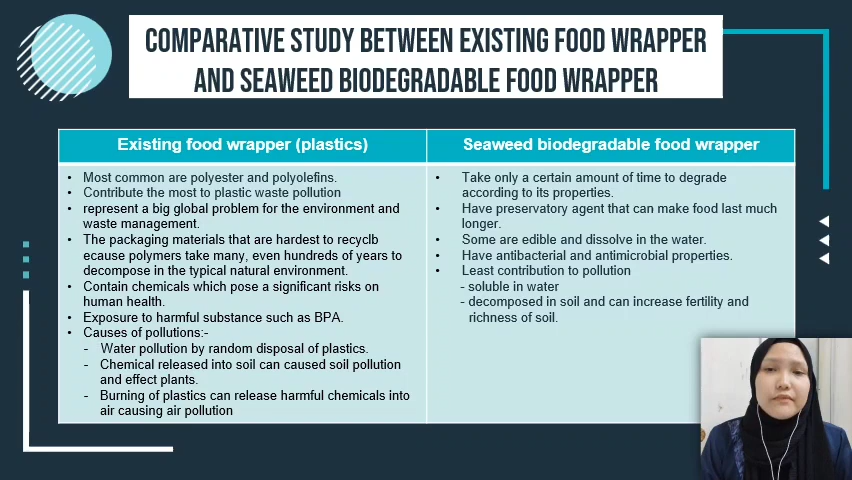 COMPARATIVE STUDY BETWEEN EXISTING FOOD WRAPPER
AND SEAWEED BIODEGRADABLE FOOD WRAPPER
Existing food wrapper (plastics)
• Most common are polyester and polyolefins.
• Contribute the most to plastic waste pollution
• represent a big global problem for the environment and
waste management.
• The packaging materials that are hardest to recyclb
ecause polymers take many, even hundreds of years to
decompose in the typical natural environment.
• Contain chemicals which pose a significant risks on
human health.
• Exposure to harmful substance such as BPA.
• Causes of pollutions:-
- Water pollution by random disposal of plastics.
- Chemical released into soil can caused soil pollution
and effect plants.
- Burning of plastics can release harmful chemicals into
air causing air pollution
Seaweed biodegradable food wrapper
• Take only a certain amount of time to degrade
according to its properties.
• Have preservatory agent that can make food last much
longer.
• Some are edible and dissolve in the water.
• Have antibacterial and antimicrobial properties.
• Least contribution to pollution
- soluble in water
- decomposed in soil and can increase fertility and
richness of soil.